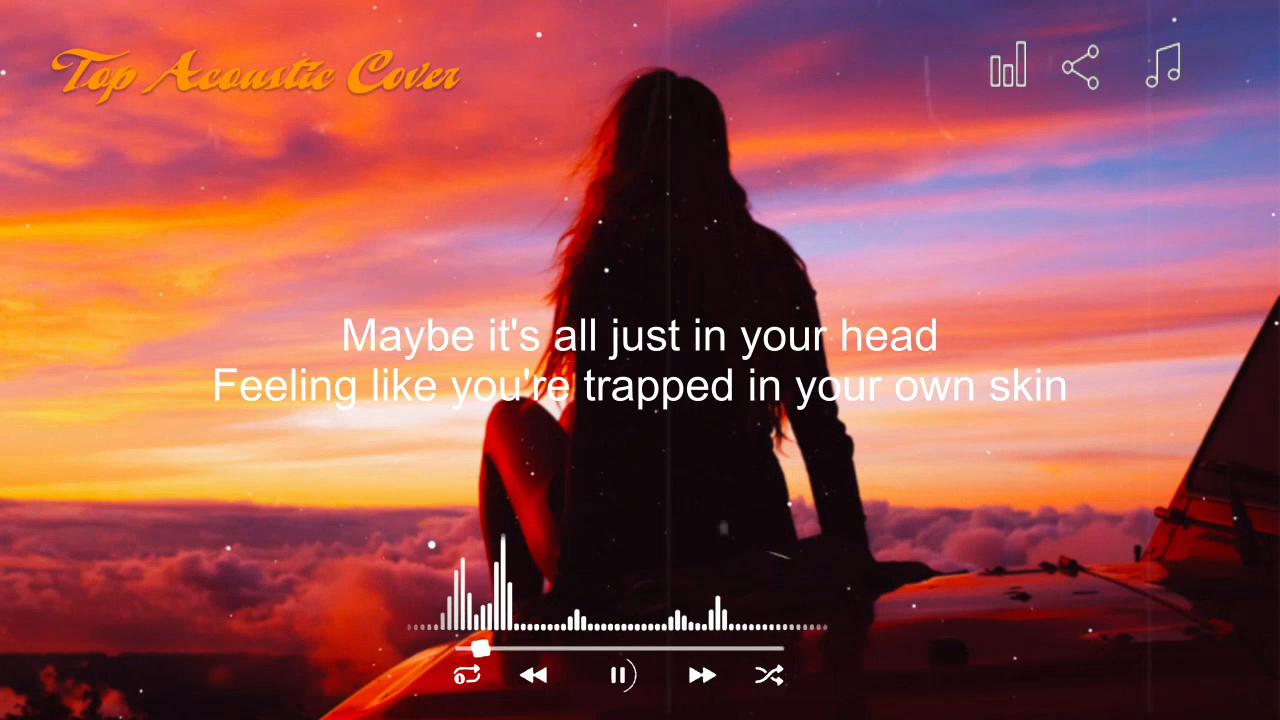 Top Acoustic Cover
Maybe it's all just in your head
Feeling like you're trapped in your own skin
1